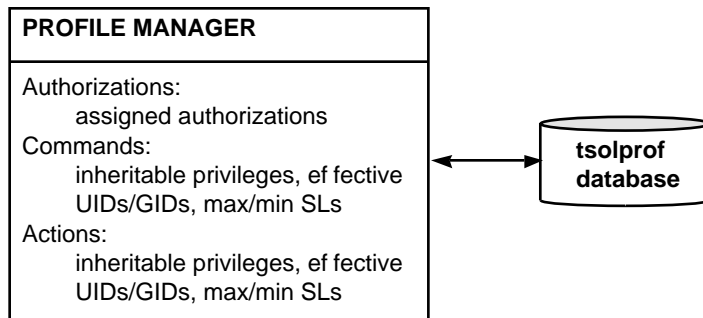 PROFILE MANAGER
Authorizations:
assigned authorizations
Commands:
inheritable privileges, ef fective
UIDs/GIDs, max/min SLs
Actions:
inheritable privileges, ef fective
UIDs/GIDs, max/min SLs
tsolprof
database